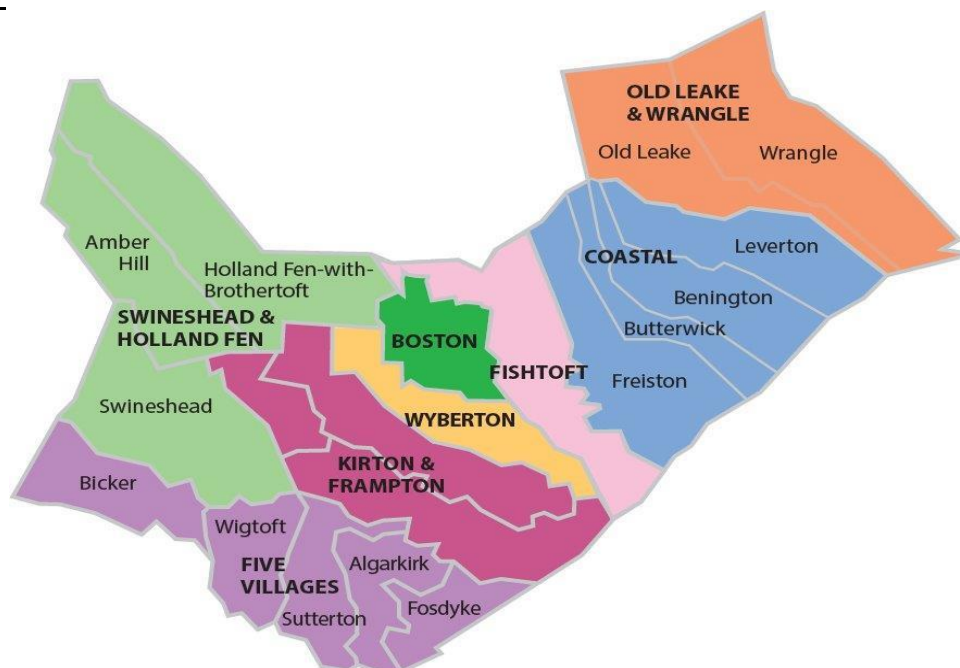 OLD LEAKE
& WRANGLE
Old Leake
Wrangle
Amber
Hill
Holland Fen-with-
Brothertoft
SWINESHEAD &
HOLLAND FEN
Swineshead
COASTAL
Leverton
Benington
Butterwick
Freiston
BOSTON
FISHTOFT
WYBERTON
KIRTON &
FRAMPTON
Bicker
Wigtoft
FIVE
VILLAGES
Sutterton
Algarkirk
Fosdyke